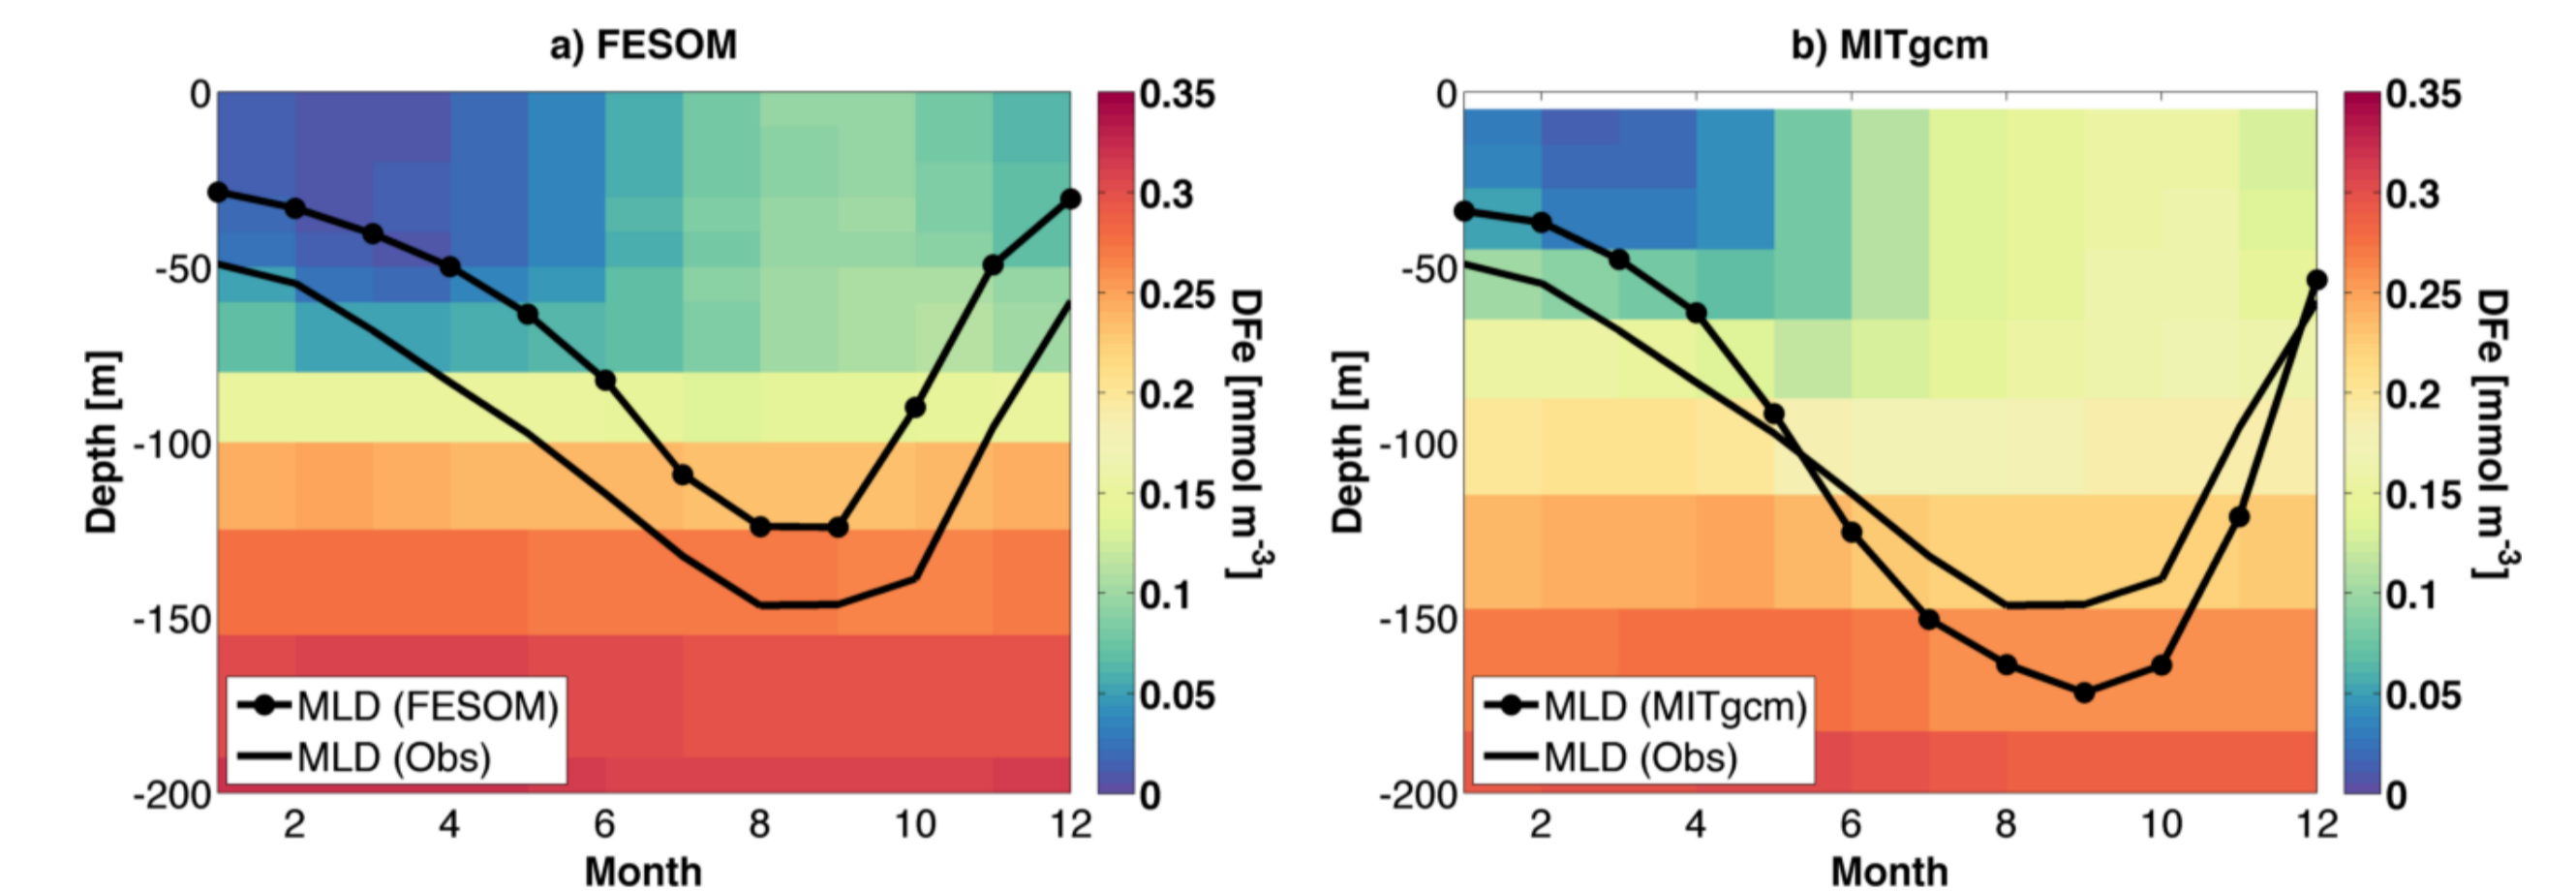 a) FESOM
0
-50
-100
-150
-200
Depth [m]
2 4 6 8 10 12
Month
MLD (FESOM)
MLD (Obs)
0.35
0.3
0.25
0.2
0.15
0.1
0.05
0
DFe [mmol m-3]
b) MITgcm
0
-50
-100
-150
-200
Depth [m]
2 4 6 8 10 12
Month
MLD (MITgcm)
MLD (Obs)
0.35
0.3
0.25
0.2
0.15
0.1
0.05
0
DFe [mmol m-3]